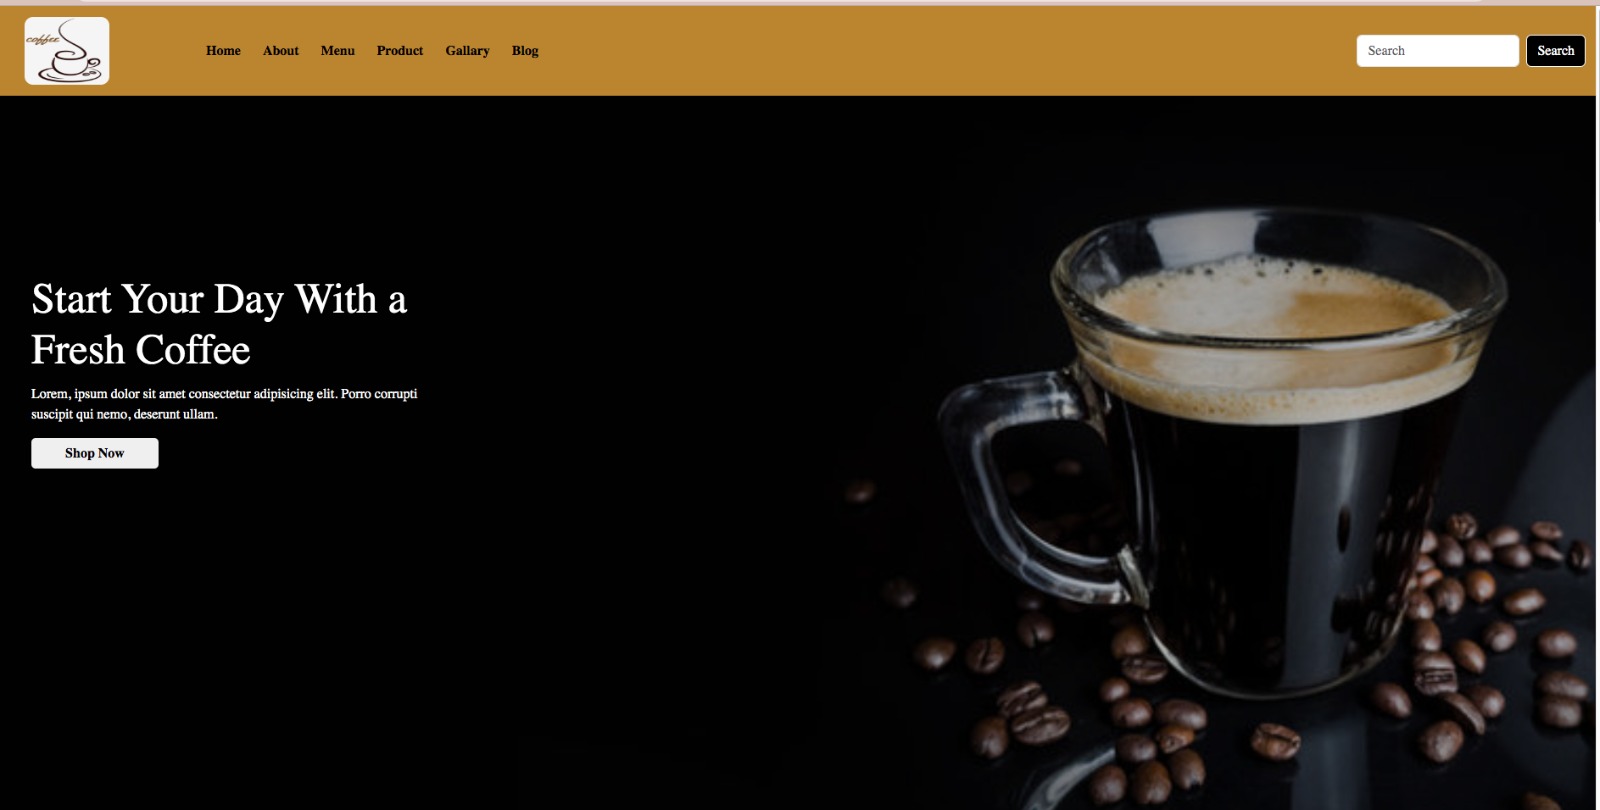 coffee
Home About Menu Product Gallary Blog
Search Search
Start Your Day With a
Fresh Coffee
Lorem, ipsum dolor sit amet consectetur adipisicing elit. Porro corrupti
suscipit qui nemo, deserunt ullam.
Shop Now